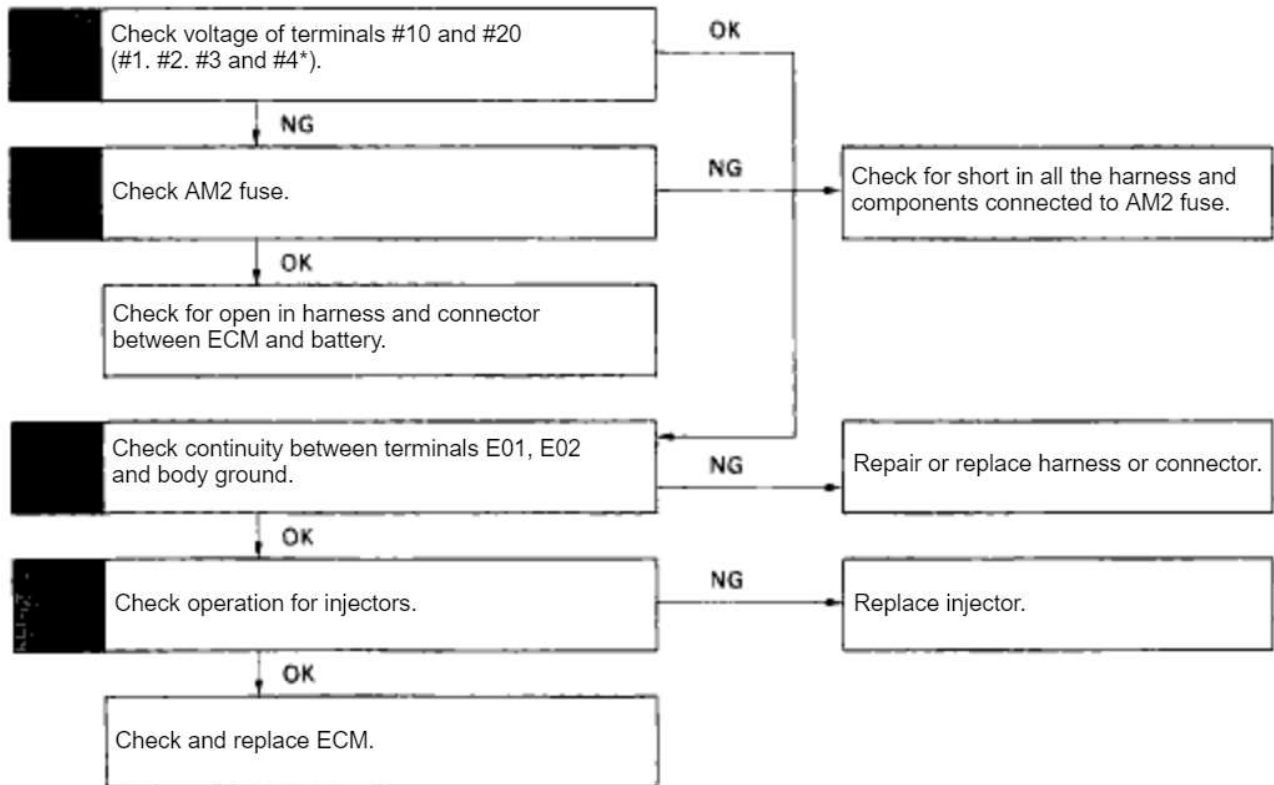 Check voltage of terminals #10 and #20
(#1. #2. #3 and #4*).
OK
NG
Check AM2 fuse.
NG
Check for short in all the harness and
components connected to AM2 fuse.
OK
Check for open in harness and connector
between ECM and battery.
Check continuity between terminals E01, E02
and body ground.
NG
Repair or replace harness or connector.
OK
Check operation for injectors.
NG
Replace injector.
OK
Check and replace ECM.